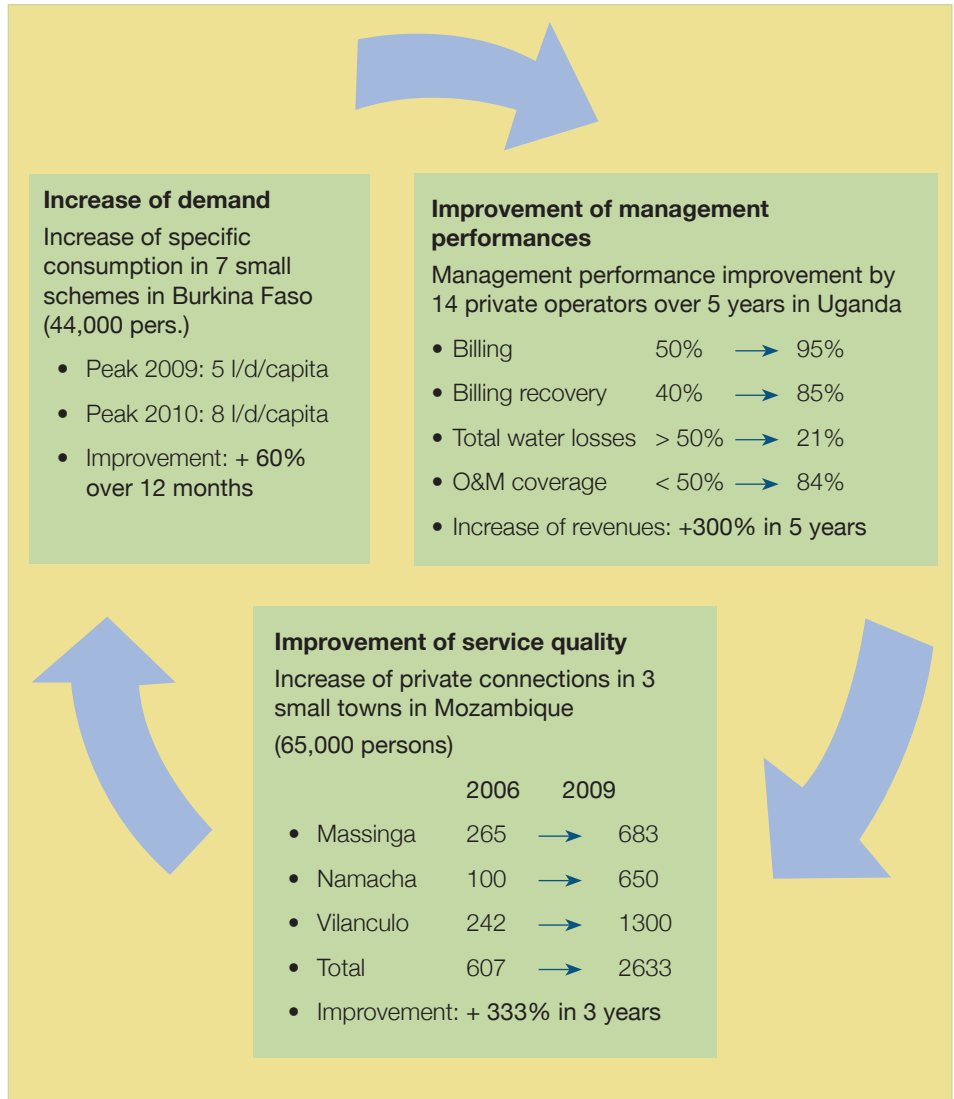 Increase of demand
Increase of specific
consumption in 7 small
schemes in Burkina Faso
(44,000 pers.)
• Peak 2009: 5 l/d/capita
• Peak 2010: 8 l/d/capita
• Improvement: + 60%
over 12 months
Improvement of management
performances
Management performance improvement by
14 private operators over 5 years in Uganda
• Billing 50% → 95%
• Billing recovery 40% → 85%
• Total water losses > 50% → 21%
• O&M coverage < 50% → 84%
• Increase of revenues: +300% in 5 years
Improvement of service quality
Increase of private connections in 3
small towns in Mozambique
(65,000 persons)
2006 2009
• Massinga 265 → 683
• Namacha 100 → 650
• Vilanculo 242 → 1300
• Total 607 → 2633
• Improvement: + 333% in 3 years